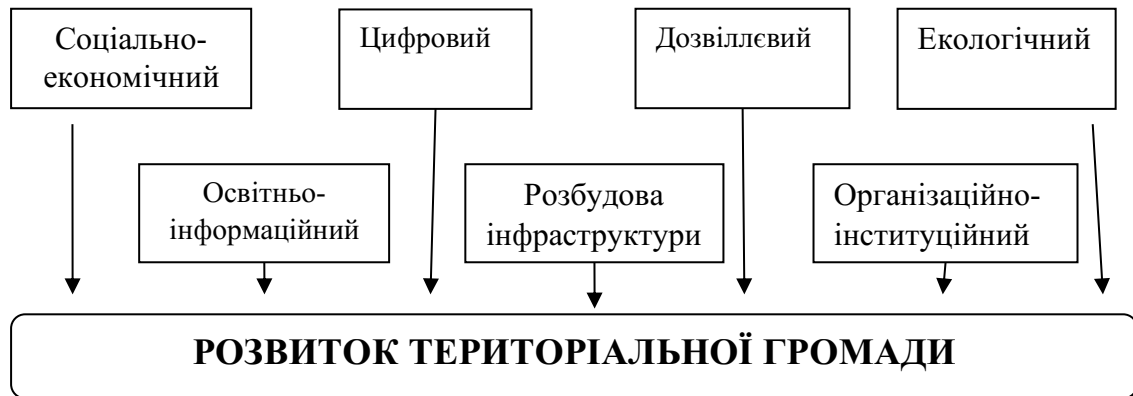 Соціально-
економічний
Цифровий
Дозвіллєвий
Екологічний
Освітньо-
інформаційний
Розбудова
інфраструктури
Організаційно-
інституційний
РОЗВИТОК ТЕРИТОРІАЛЬНОЇ ГРОМАДИ